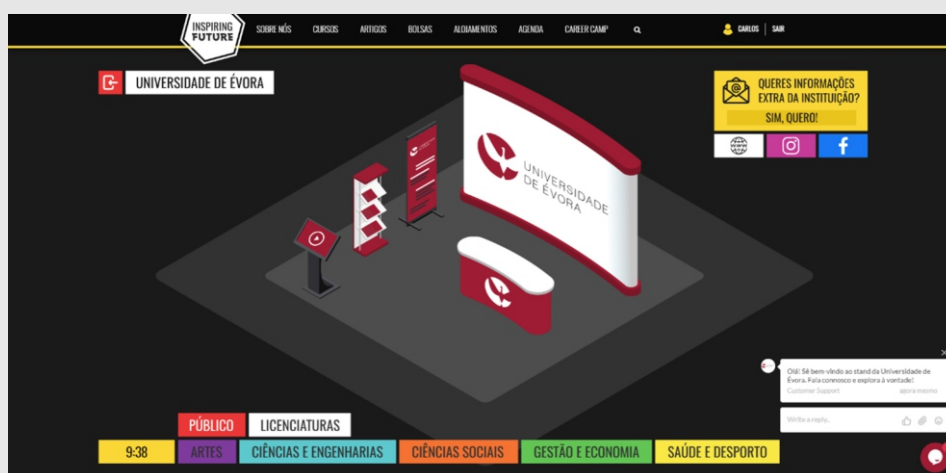 INSPIRING
FUTURE
SOBRE NÓS
CURSOS
ARTIGOS
BOLSAS
ALOJAMENTOS
AGENDA
CAREER CAMP
CARLOS
SAIR
UNIVERSIDADE DE ÉVORA
QUERES INFORMAÇÕES
EXTRA DA INSTITUIÇÃO?
SIM, QUERO!
WWW
UNIVERSIDADE
DE ÉVORA
Olá! Sê bem-vindo ao stand da Universidade de
Évora. Fala connosco e explora à vontade!
Customer Support
agora mesmo
Write a reply..
PÚBLICO
LICENCIATURAS
9:38
ARTES
CIÊNCIAS E ENGENHARIAS
CIÊNCIAS SOCIAIS
GESTÃO E ECONOMIA
SAÚDE E DESPORTO